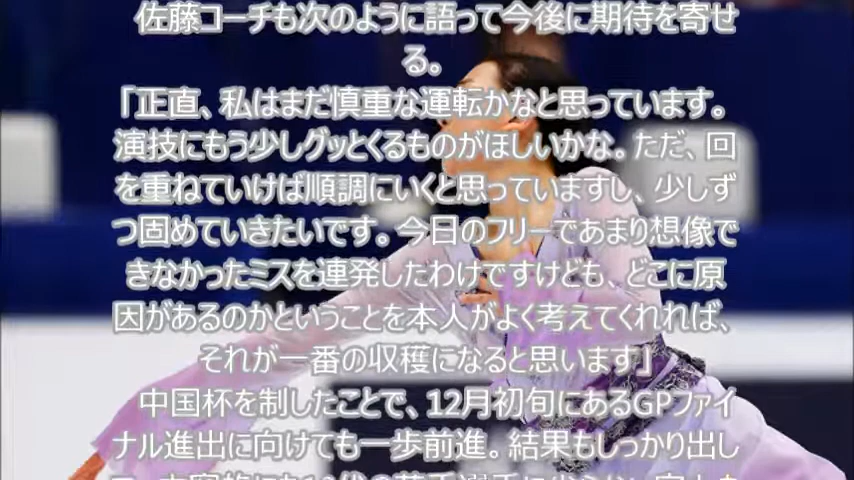 佐藤コーチも次のように語って今後に期待を寄せ
る。
「正直、私はまだ慎重な運転かなと思っています。
演技にもう少しグッとくるものがほしいかな。ただ、回
を重ねていけば順調にいくと思っていますし、少しず
つ固めていきたいです。今日のフリーであまり想像で
きなかったミスを連発したわけですけども、どこに原
因があるのかということを本人がよく考えてくれれば、
それが一番の収穫になると思います」
中国杯を制したことで、12月初旬にあるGPファイ
ナル進出に向けても一歩前進。結果もしっかり出し